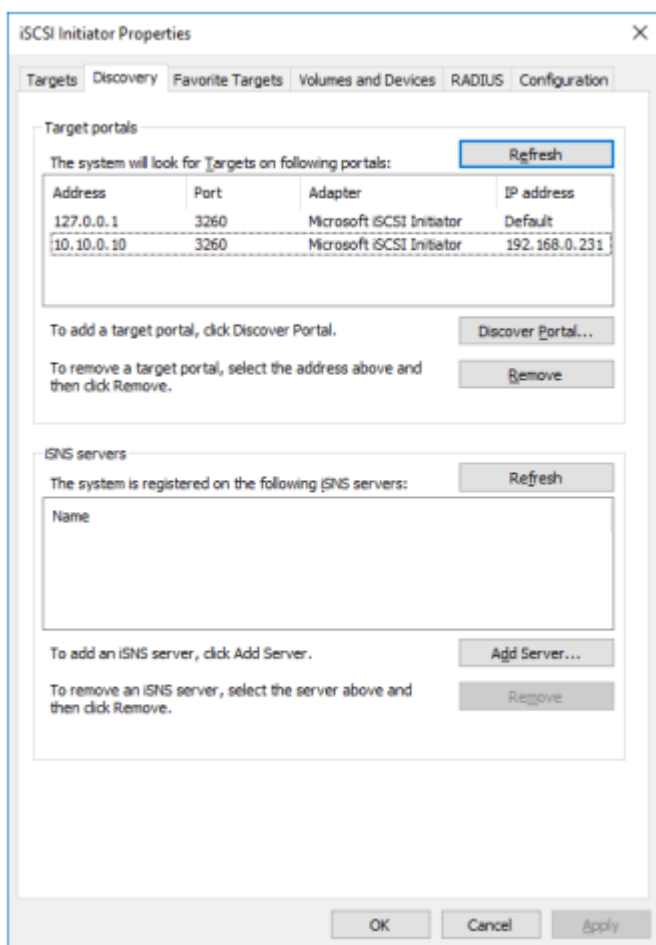 iSCSI Initiator Properties
Targets Discovery Favorite Targets Volumes and Devices RADIUS Configuration
Target portals
The system will look for Targets on following portals:
Refresh
Address Port Adapter IP address
127.0.0.1 3260 Microsoft iSCSI Initiator Default
10.10.0.10 3260 Microsoft iSCSI Initiator 192.168.0.231
To add a target portal, click Discover Portal.
Discover Portal...
To remove a target portal, select the address above and
then click Remove.
Remove
iSNS servers
The system is registered on the following iSNS servers:
Refresh
Name
To add an iSNS server, click Add Server.
Add Server...
To remove an iSNS server, select the server above and
then click Remove.
Remove
OK Cancel Apply